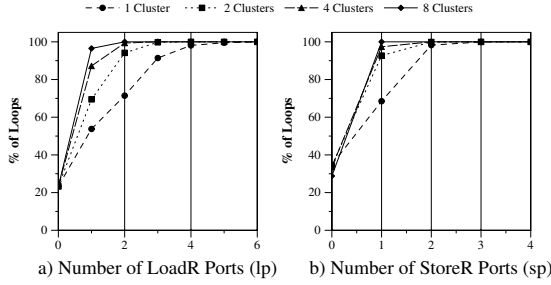 1 Cluster 2 Clusters 4 Clusters 8 Clusters
100
80
60
40
20
0
% of Loops
0 2 4 6
a) Number of LoadR Ports (lp)
100
80
60
40
20
0
% of Loops
0 1 2 3 4
b) Number of StoreR Ports (sp)